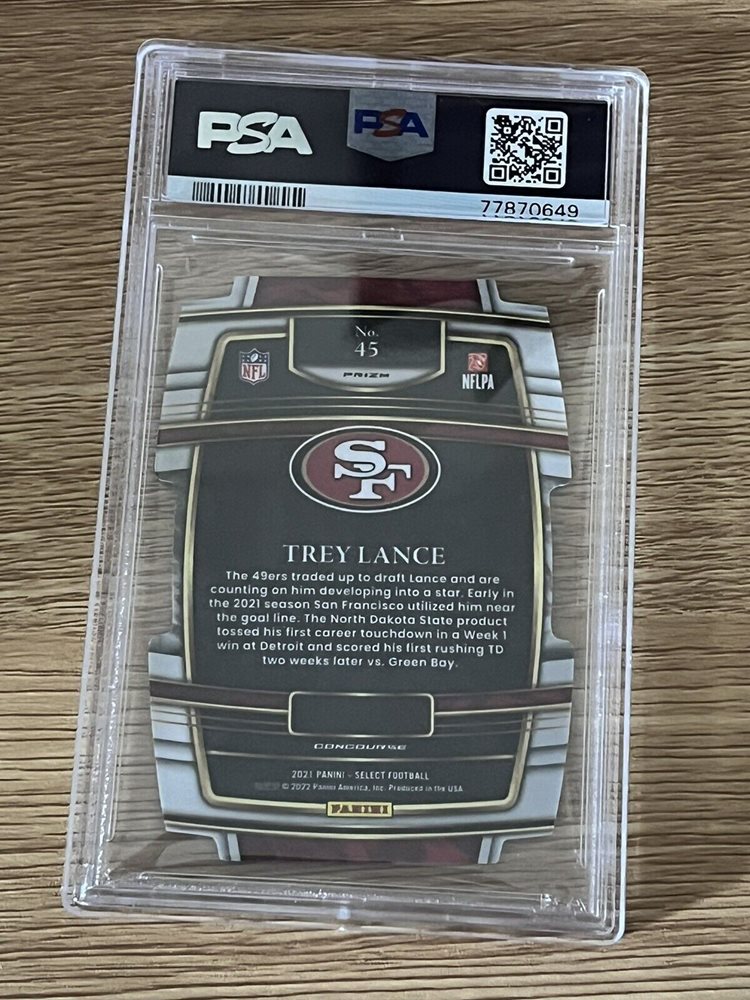 PSA
PSA
77870649
No.
45
PRIZM
NFL
NFLPA
SF
TREY LANCE
The 49ers traded up to draft Lance and are
counting on him developing into a star. Early in
the 2021 season San Francisco utilized him near
the goal line. The North Dakota State product
tossed his first career touchdown in a Week 1
win at Detroit and scored his first rushing TD
two weeks later vs. Green Bay.
CONCOURSE
2021 PANINI - SELECT FOOTBALL
© 2022 Panini America, Inc. Produced in the USA
PANINI